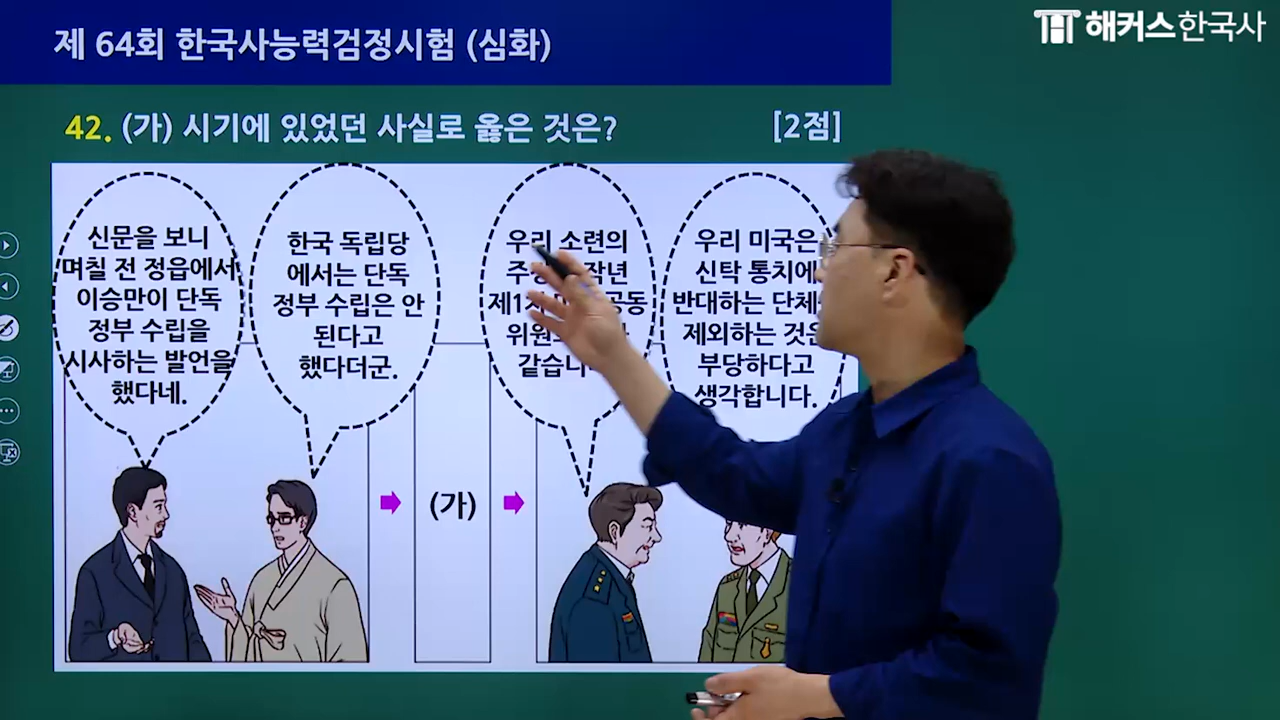 제 64회 한국사능력검정시험 (심화)
해커스한국사
42. (가) 시기에 있었던 사실로 옳은 것은? [2점]
신문을 보니
며칠 전 정읍에서
이승만이 단독
정부 수립을
시사하는 발언을
했다네.
한국 독립당
에서는 단독
정부 수립은 안
된다고
했다더군.
(가)
우리 소련의
작년
공동
같습니
우리 미국은
신탁 통치에
반대하는 단체
제외하는 것은
부당하다고
생각합니다.